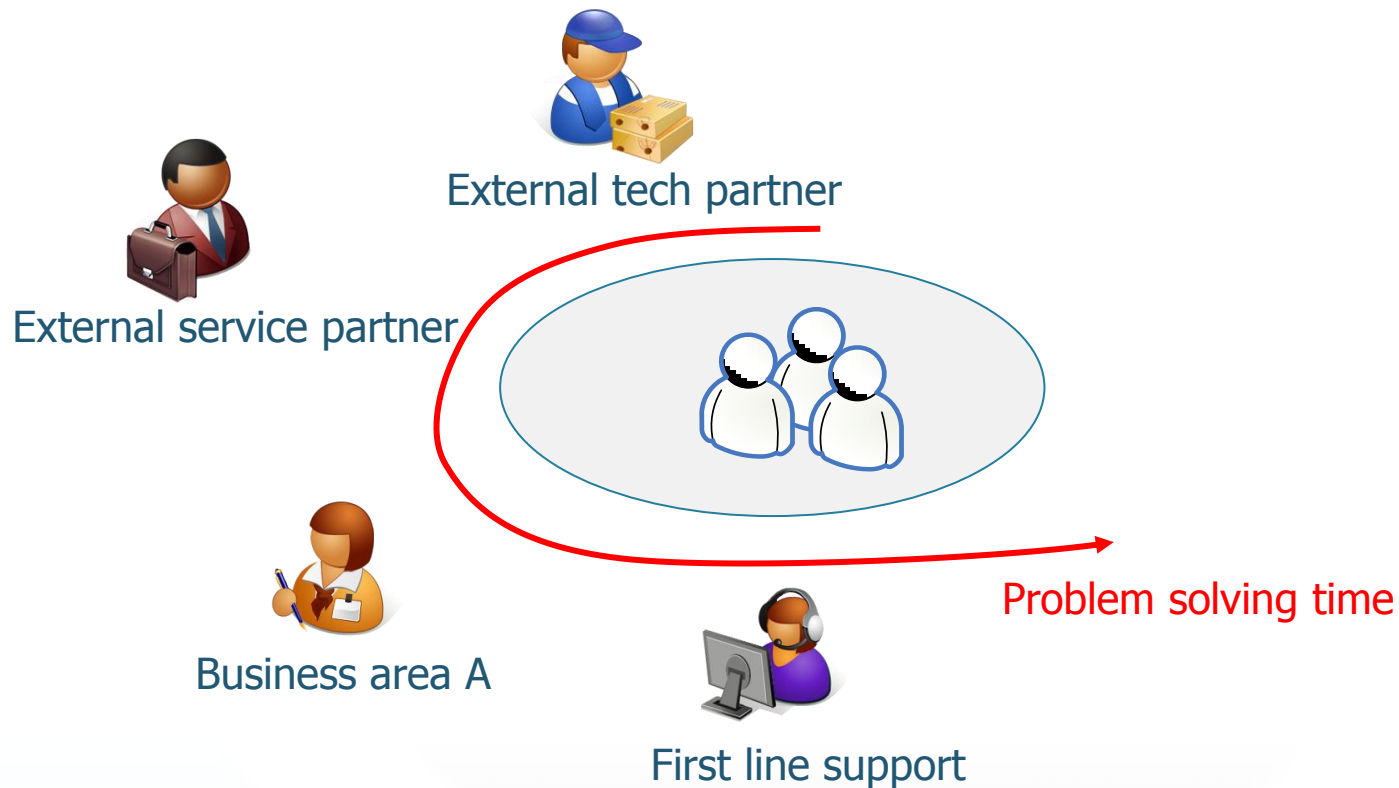 External tech partner
External service partner
Problem solving time
Business area A
First line support